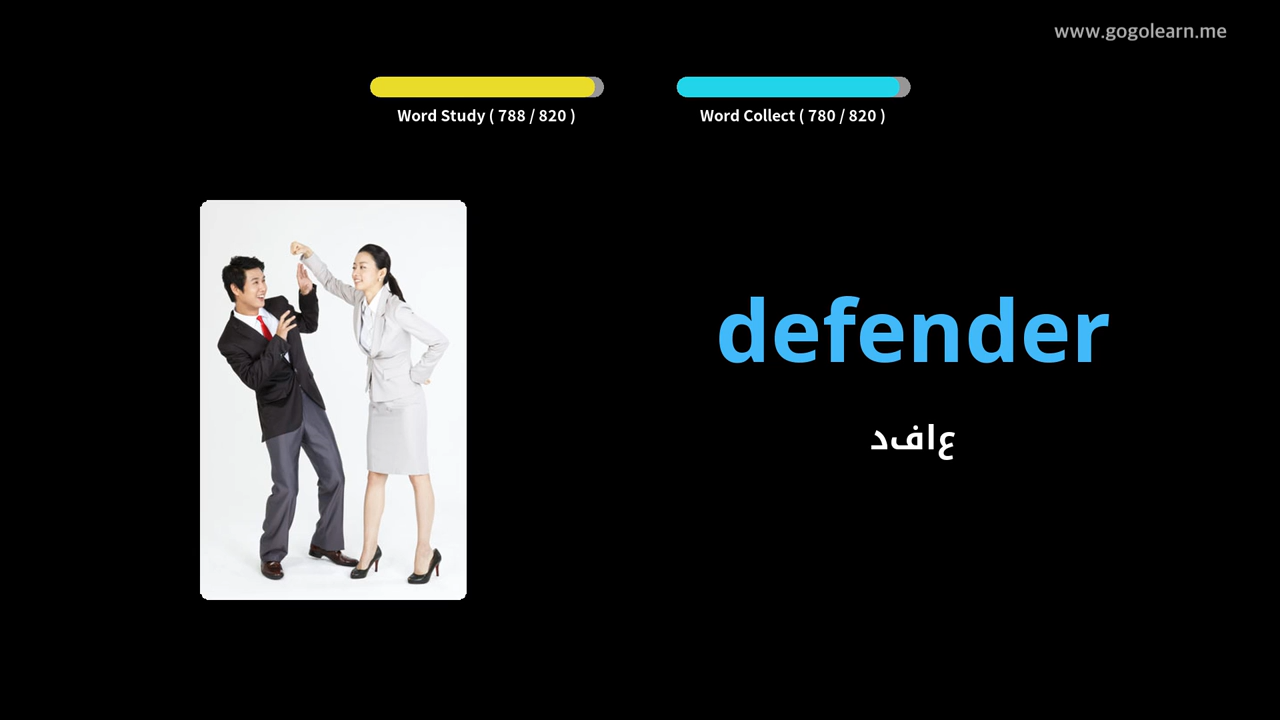 www.gogolearn.me
Word Study ( 788 / 820 )
Word Collect ( 780 / 820 )
defender
دفاع